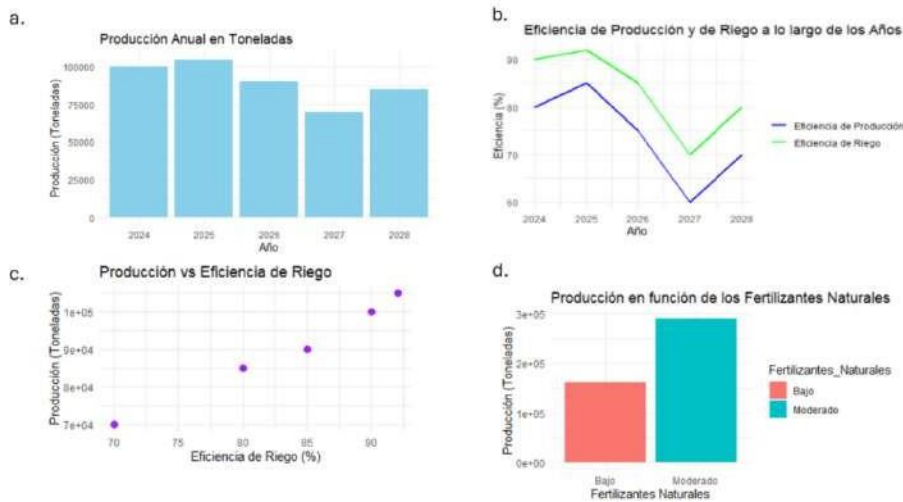 a.
Producción Anual en Toneladas
Producción (Toneladas)
100000
75000
50000
25000
0
2024 2025 2026 2027 2028
Año
b.
Eficiencia de Producción y de Riego a lo largo de los Años
Eficiencia (%)
90
80
70
60
Eficiencia de Producción
Eficiencia de Riego
2024 2025 2026 2027 2028
Año
c.
Producción vs Eficiencia de Riego
Producción (Toneladas)
1e+05
9e+04
8e+04
7e+04
70 75 80 85 90
Eficiencia de Riego (%)
d.
Producción en función de los Fertilizantes Naturales
Producción (Toneladas)
3e+05
2e+05
1e+05
0e+00
Fertilizantes_Naturales
Bajo
Moderado
Bajo Moderado
Fertilizantes Naturales